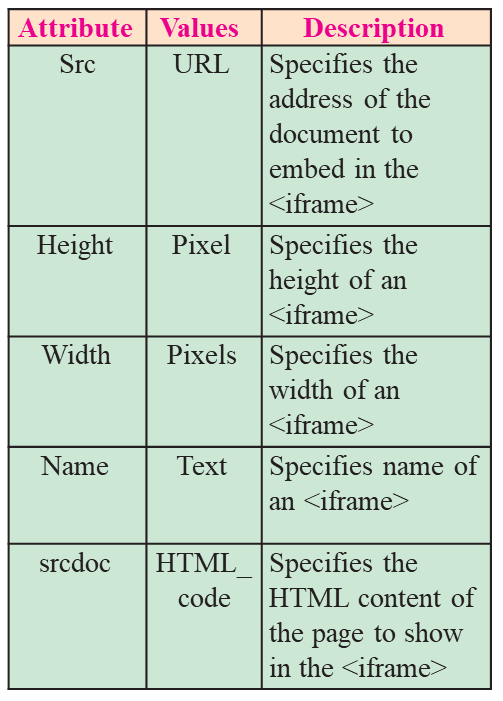 Attribute Values Description
Src URL Specifies the
address of the
document to
embed in the
<iframe>
Height Pixel Specifies the
height of an
<iframe>
Width Pixels Specifies the
width of an
<iframe>
Name Text Specifies name of
an <iframe>
srcdoc HTML_ Specifies the
code HTML content of
the page to show
in the <iframe>